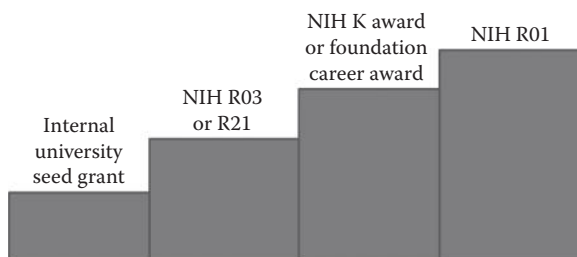 Internal
university
seed grant
NIH R03
or R21
NIH K award
or foundation
career award
NIH R01